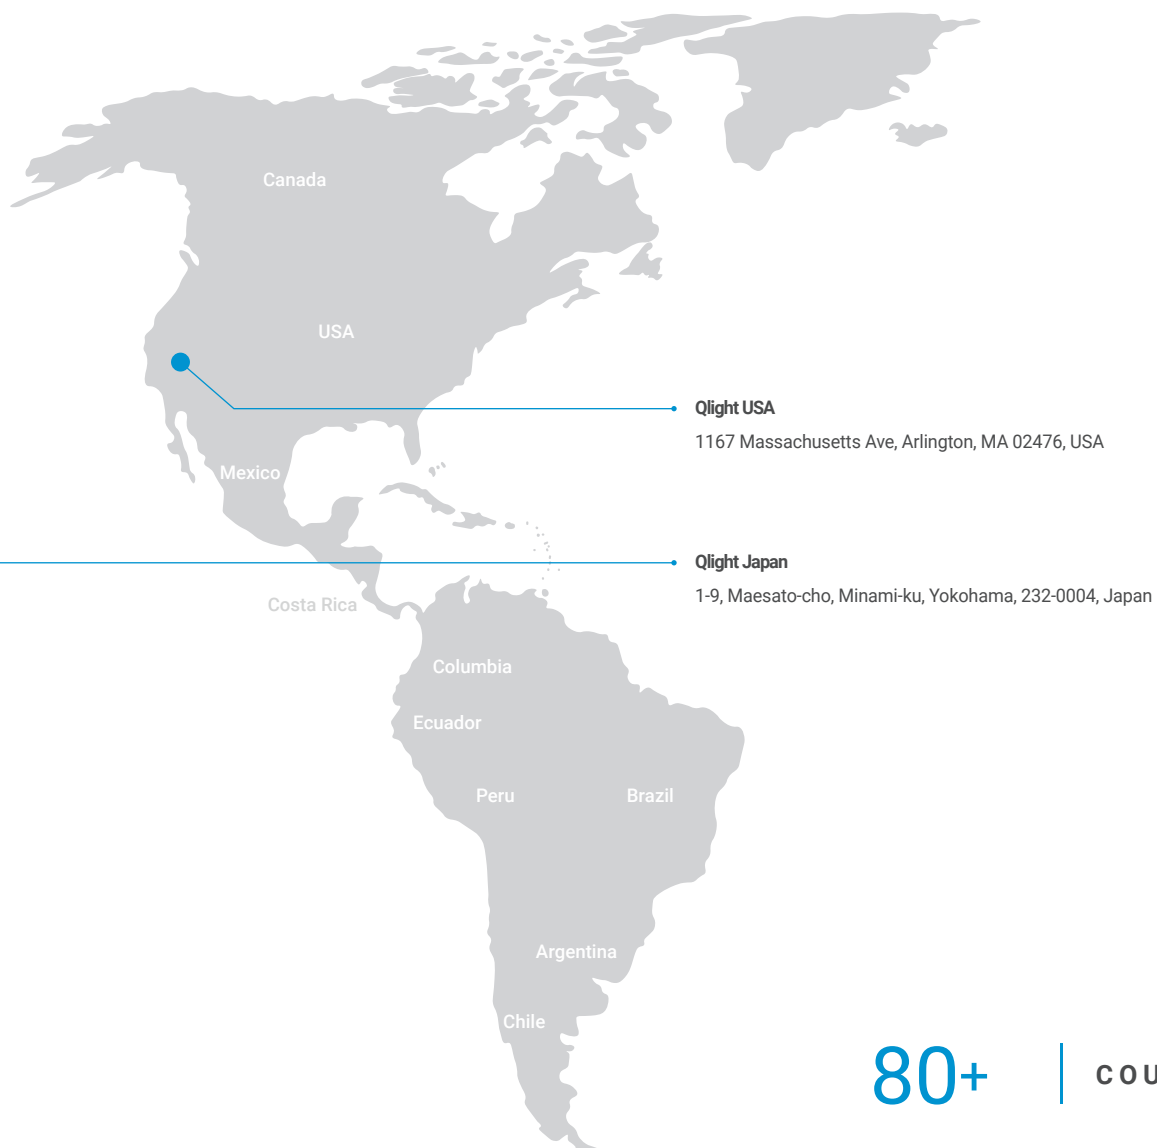 Canada
USA
Qlight USA
1167 Massachusetts Ave, Arlington, MA 02476, USA
Mexico
Qlight Japan
1-9, Maesato-cho, Minami-ku, Yokohama, 232-0004, Japan
Costa Rica
Columbia
Ecuador
Peru
Brazil
Argentina
Chile
80+
COU